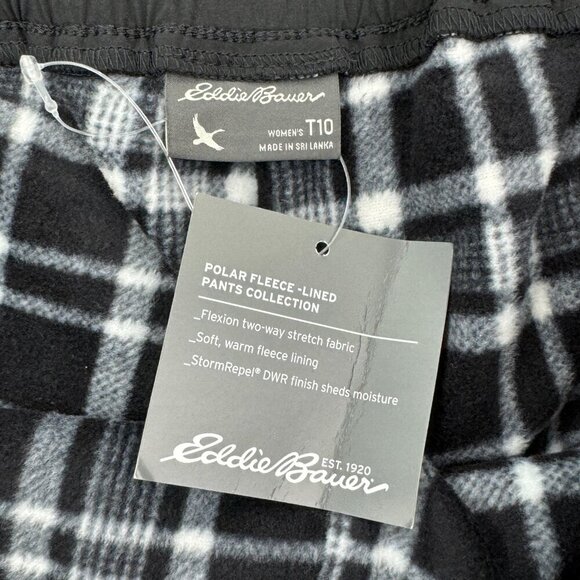 Eddie Bauer
WOMEN'S T10
MADE IN SRI LANKA
POLAR FLEECE-LINED
PANTS COLLECTION
_Flexion two-way stretch fabric
_Soft, warm fleece lining
_StormRepel® DWR finish sheds moisture
Eddie Bauer
EST. 1920